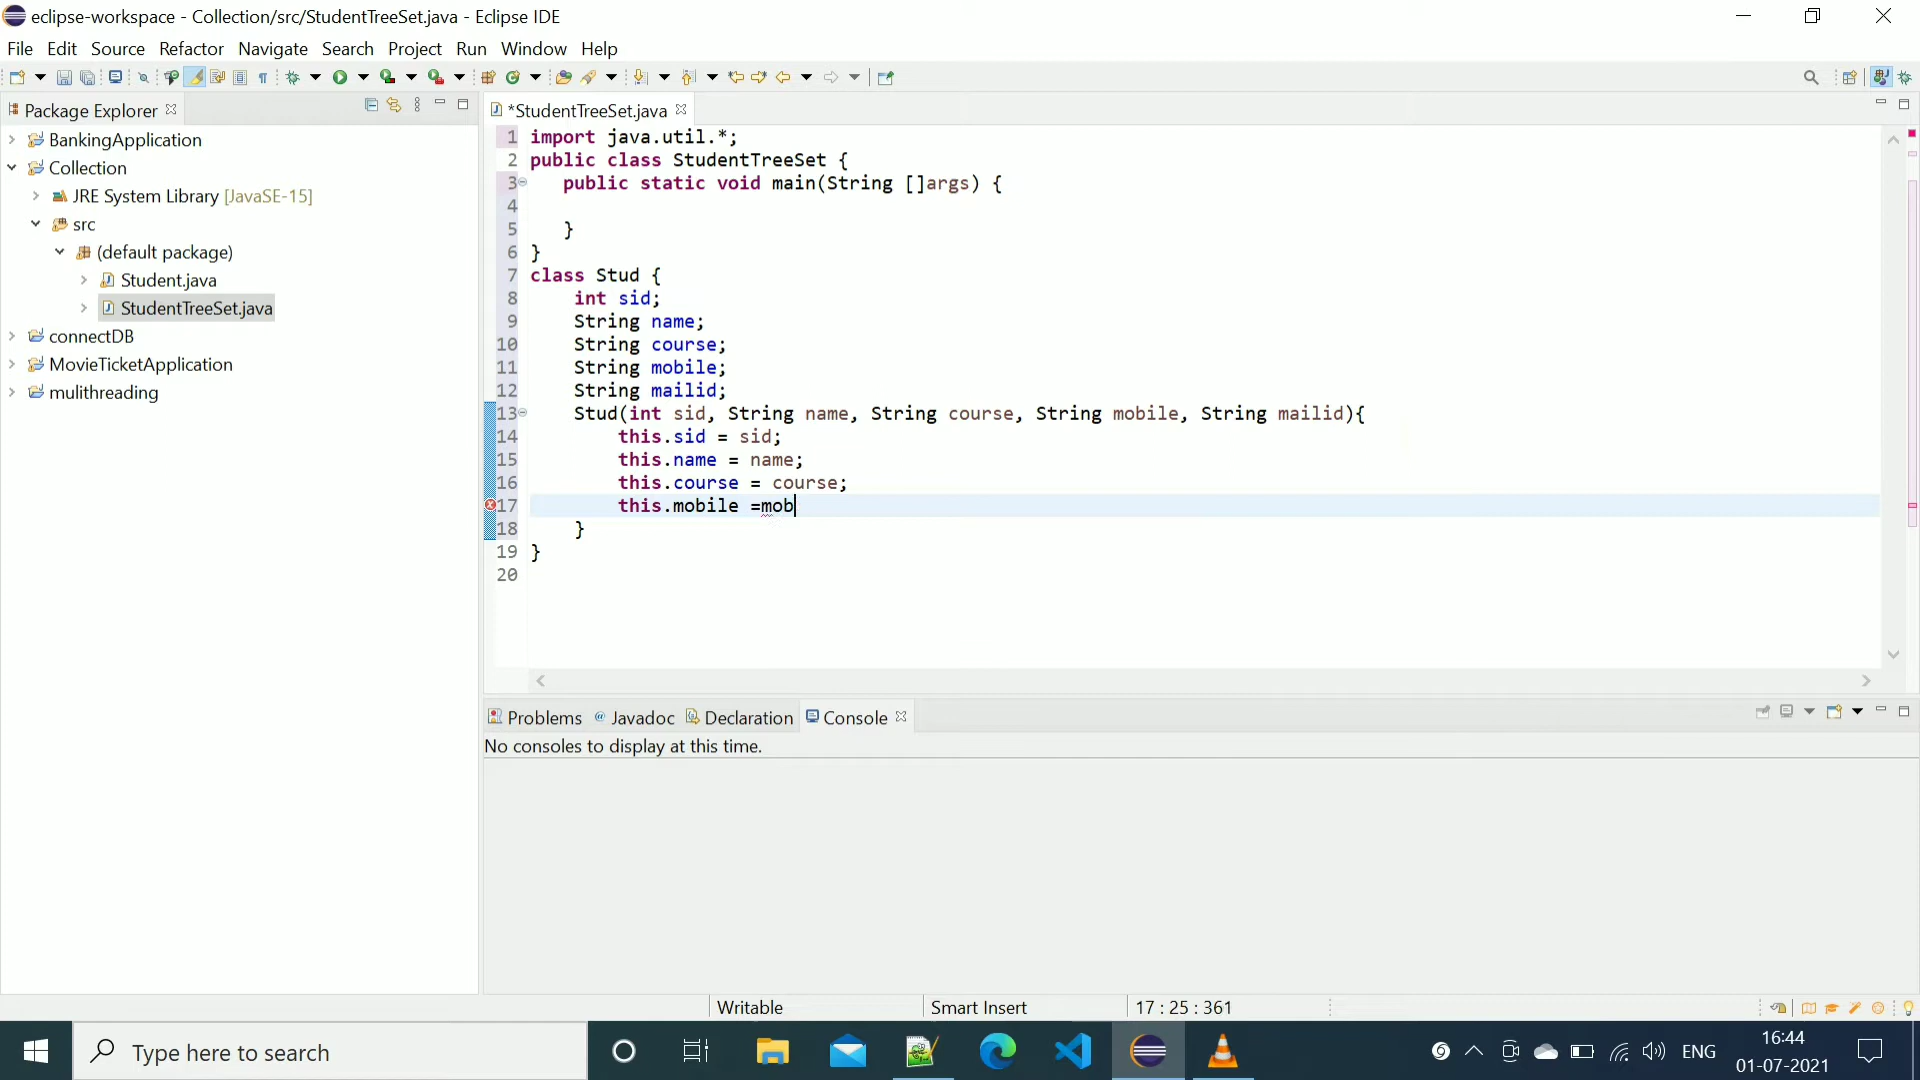 eclipse-workspace - Collection/src/StudentTreeSet.java - Eclipse IDE
File Edit Source Refactor Navigate Search Project Run Window Help
Package Explorer
*StudentTreeSet.java
BankingApplication
Collection
JRE System Library [JavaSE-15]
src
(default package)
Student.java
StudentTreeSet.java
connectDB
MovieTicketApplication
mulithreading
1 import java.util.*;
2 public class StudentTreeSet {
3 public static void main(String []args) {
4
5 }
6 }
7 class Stud {
8 int sid;
9 String name;
10 String course;
11 String mobile;
12 String mailid;
13 Stud(int sid, String name, String course, String mobile, String mailid){
14 this.sid = sid;
15 this.name = name;
16 this.course = course;
17 this.mobile =mob
18 }
19 }
20
Problems Javadoc Declaration Console
No consoles to display at this time.
Writable Smart Insert 17 : 25 : 361
Type here to search
ENG
16:44
01-07-2021